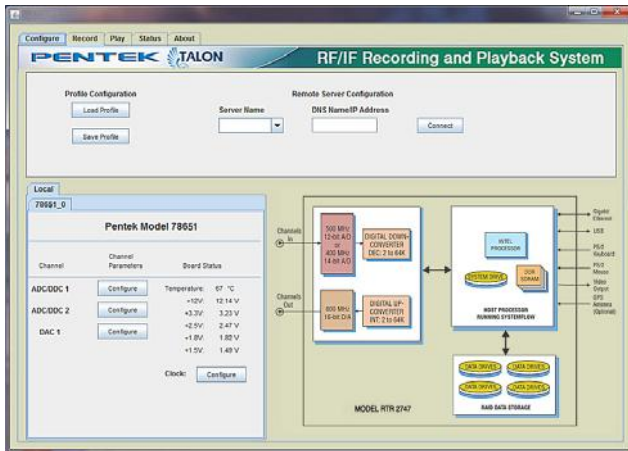 Configure Record Play Status About
PENTEK TALON RF/IF Recording and Playback System
Profile Configuration
Load Profile
Save Profile
Remote Server Configuration
Server Name DNS Name/IP Address
Connect
Local
78651_0
Pentek Model 78651
Channel Channel Parameters Board Status
ADC/DDC 1 Configure
ADC/DDC 2 Configure
DAC 1 Configure
Temperature: 67 °C
+12V: 12.14 V
+3.3V: 3.23 V
+2.5V: 2.47 V
+1.8V: 1.82 V
+1.5V: 1.49 V
Clock: Configure
Channels In
500 MHz
12-bit A/D
or
400 MHz
14-bit A/D
DIGITAL DOWN-
CONVERTER
DEC: 2 to 64K
Channels Out
800 MHz
16-bit D/A
DIGITAL UP-
CONVERTER
INT: 2 to 64K
INTEL
PROCESSOR
SYSTEM DRIVE
DDR
SDRAM
HOST PROCESSOR
RUNNING SYSTEMFLOW
Gigabit
Ethernet
USB
PS/2
Keyboard
PS/2
Mouse
Video
Output
GPS
Antenna
(Optional)
DATA DRIVES DATA DRIVES
DATA DRIVES DATA DRIVES
RAID DATA STORAGE
MODEL RTR 2747